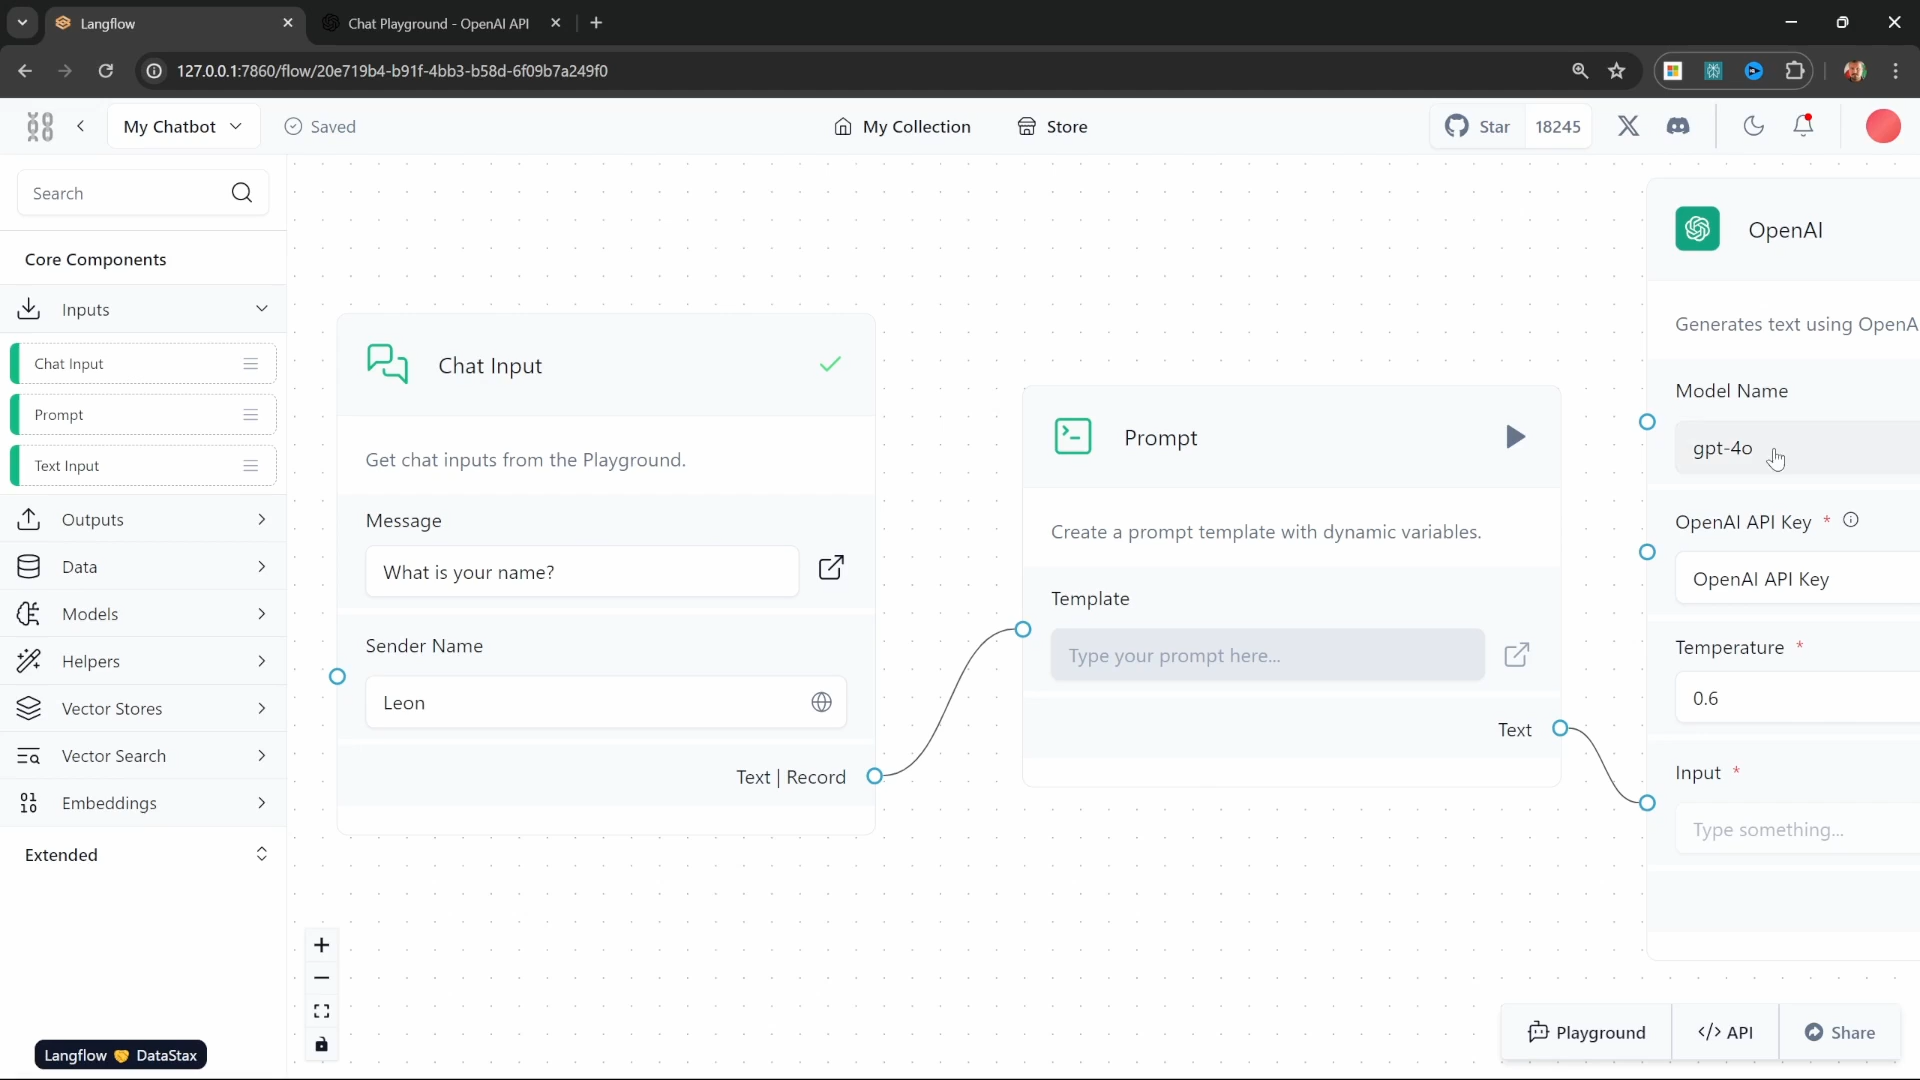 Langflow
Chat Playground - OpenAI API
127.0.0.1:7860/flow/20e719b4-b91f-4bb3-b58d-6f09b7a249f0
My Chatbot
Saved
My Collection
Store
Star
18245
Search
Core Components
Inputs
Chat Input
Prompt
Text Input
Outputs
Data
Models
Helpers
Vector Stores
Vector Search
Embeddings
Extended
Langflow 🤝 DataStax
Chat Input
Get chat inputs from the Playground.
Message
What is your name?
Sender Name
Leon
Text | Record
Prompt
Create a prompt template with dynamic variables.
Template
Type your prompt here...
Text
OpenAI
Generates text using OpenA
Model Name
gpt-4o
OpenAI API Key *
OpenAI API Key
Temperature *
0.6
Input *
Type something...
Playground
</> API
Share